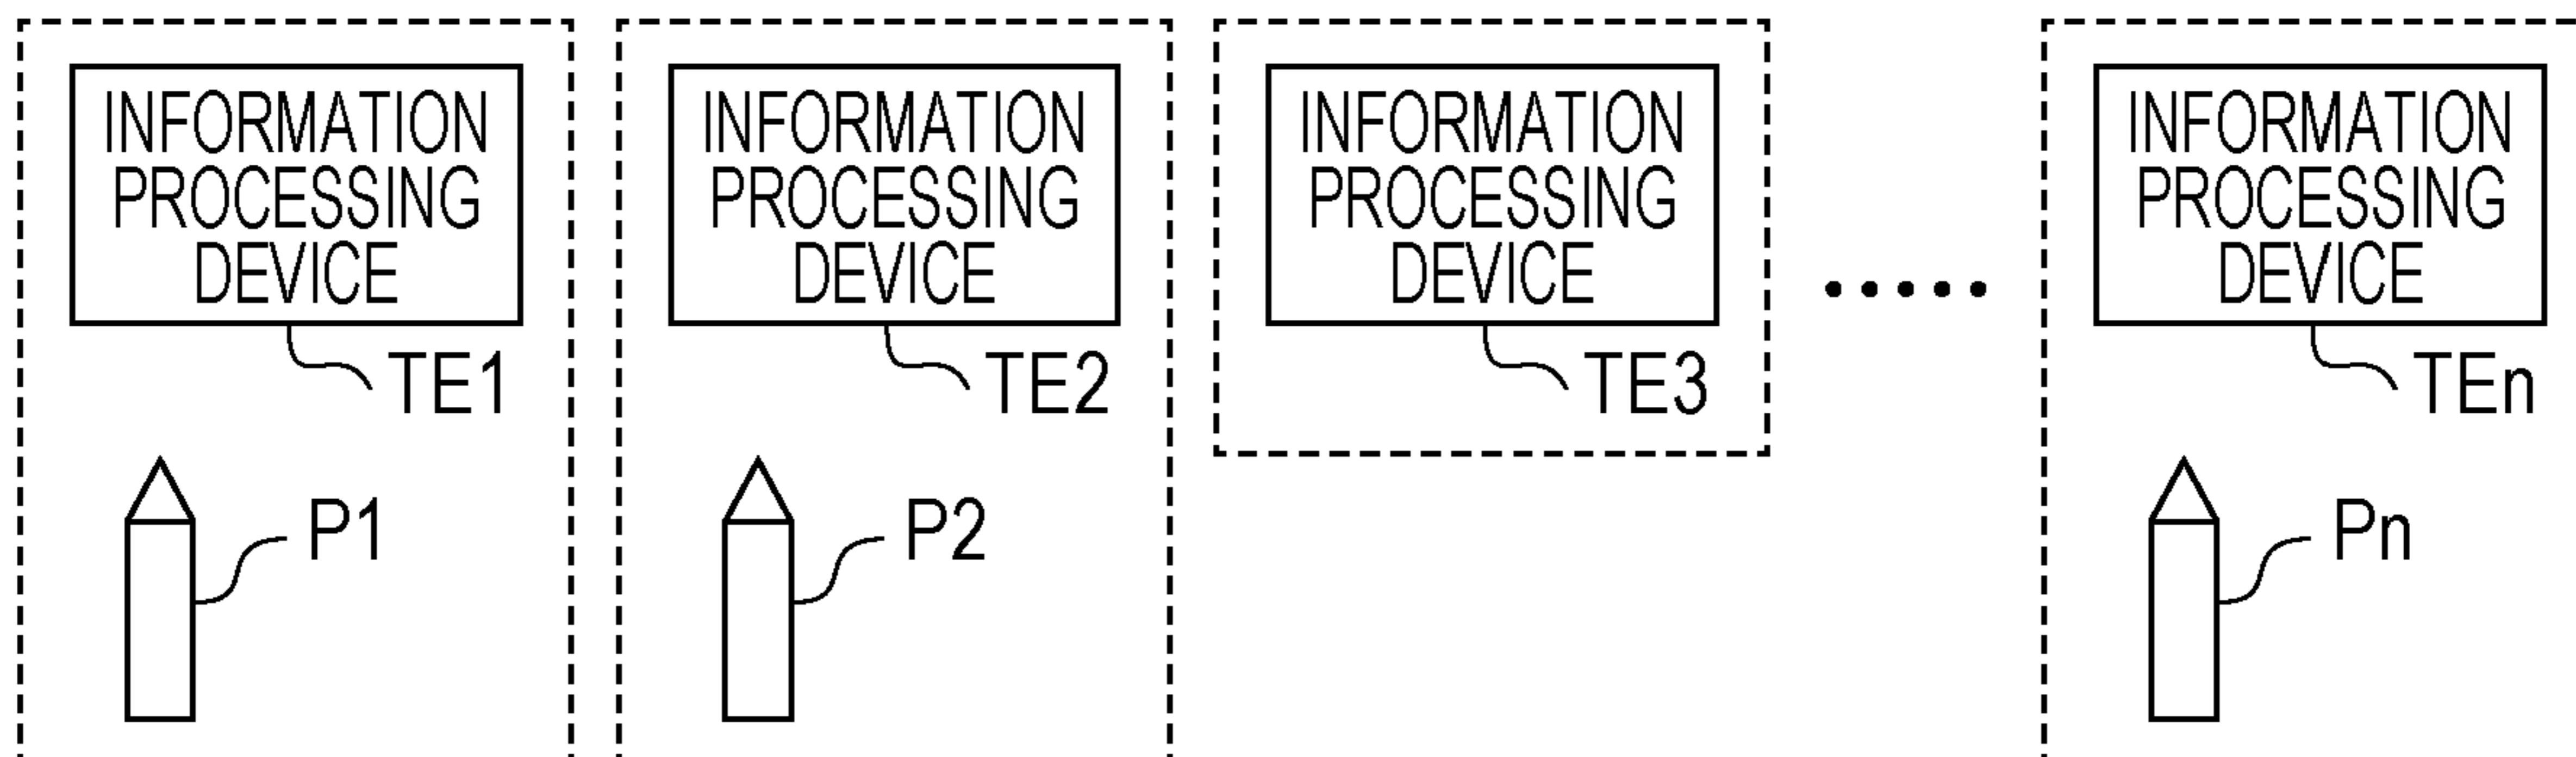 INFORMATION
PROCESSING
DEVICE
TE1
P1
INFORMATION
PROCESSING
DEVICE
TE2
P2
INFORMATION
PROCESSING
DEVICE
TE3
INFORMATION
PROCESSING
DEVICE
TEn
Pn